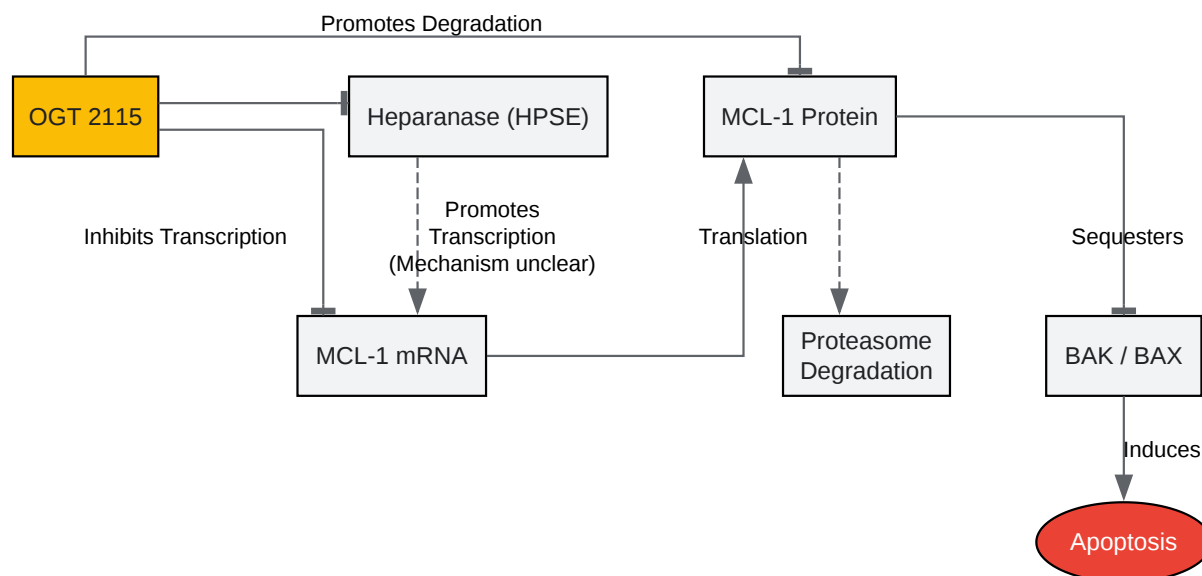 Promotes Degradation
OGT 2115
Heparanase (HPSE)
MCL-1 Protein
Inhibits Transcription
Promotes
Transcription
(Mechanism unclear)
Translation
Sequesters
MCL-1 mRNA
Proteasome
Degradation
BAK / BAX
Induces
Apoptosis